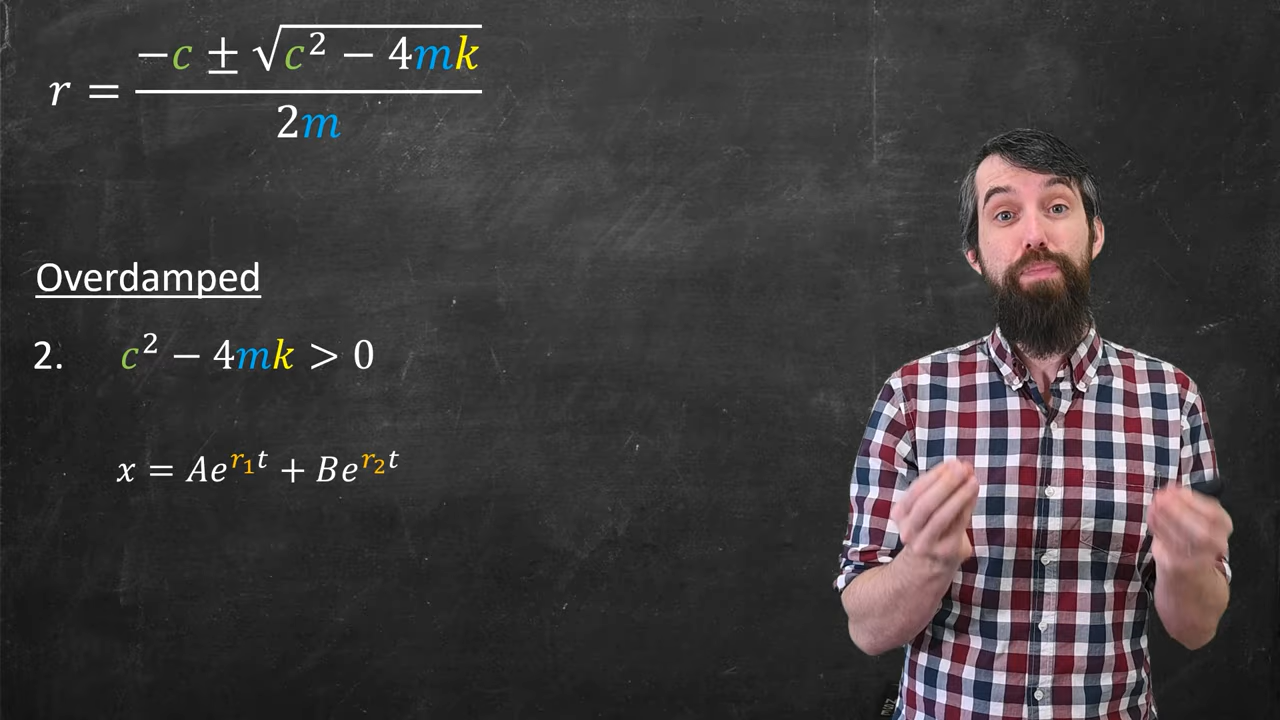 r = (−c ± √(c² − 4mk)) / 2m
Overdamped
2. c² − 4mk > 0
x = Ae^{r₁t} + Be^{r₂t}